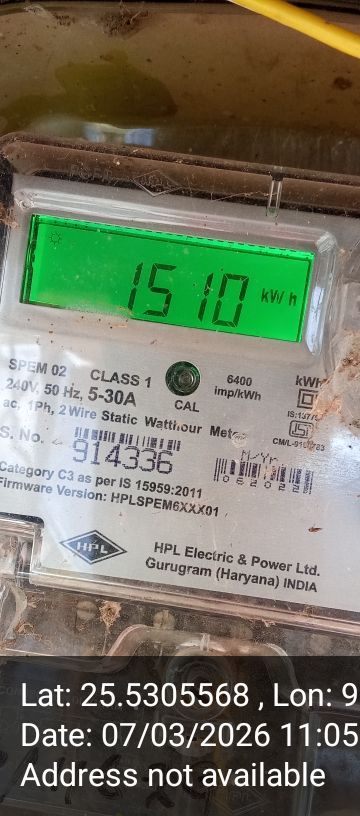 1510 kWh
SPEM 02 CLASS 1 6400 imp/kWh kWh
240V, 50 Hz, 5-30A CAL
ac, 1Ph, 2 Wire Static Watthour Meter
S. No.
914336
M/Yr.
062022
Category C3 as per IS 15959:2011
Firmware Version: HPLSPEM6XXX01
HPL
HPL Electric & Power Ltd.
Gurugram (Haryana) INDIA
Lat: 25.5305568 , Lon: 9
Date: 07/03/2026 11:05
Address not available